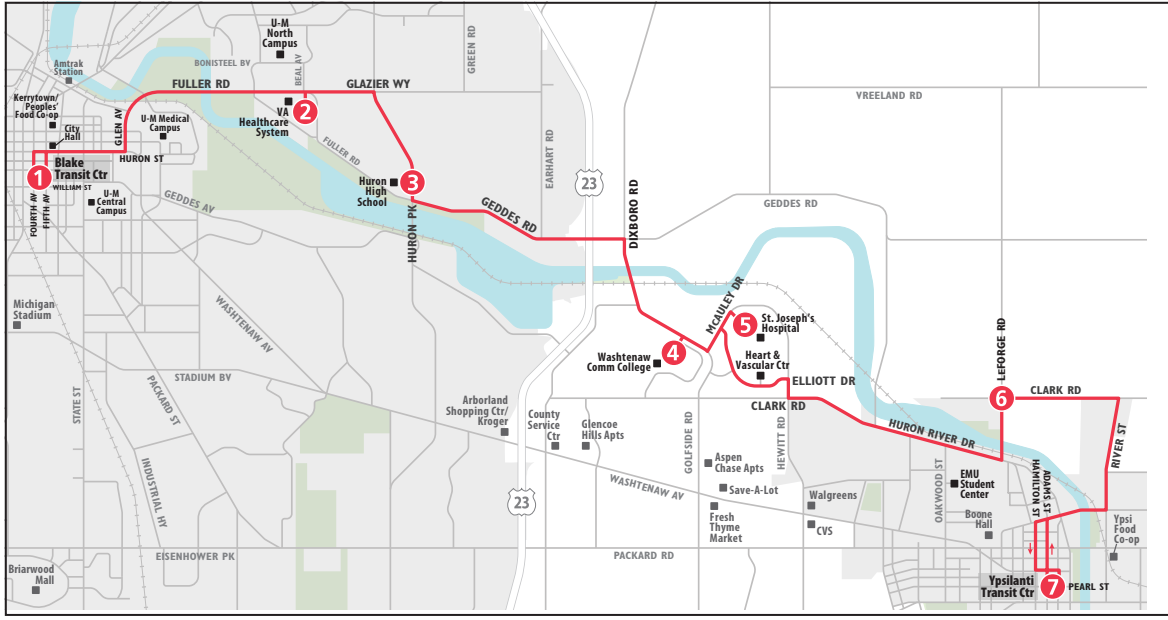 U-M
North
Campus
GREEN RD
BONISTEEL BV
BEAL AV
Amtrak
Station
FULLER RD
GLAZIER WY
VREELAND RD
Kerrytown/
Peoples'
Food Co-op
City
Hall
GLEN AV
U-M Medical
Campus
VA
Healthcare
System
2
FULLER RD
EARHART RD
HURON ST
1
Blake
Transit Ctr
WILLIAM ST
FOURTH AV
FIFTH AV
U-M
Central
Campus
GEDDES AV
Huron
High
School
3
HURON PK
GEDDES RD
23
DIXBORO RD
GEDDES RD
Michigan
Stadium
WASHTENAW AV
MCAULEY DR
5
St. Joseph's
Hospital
4
Washtenaw
Comm College
Heart &
Vascular Ctr
ELLIOTT DR
LEFORGE RD
STADIUM BV
STATE ST
PACKARD ST
Arborland
Shopping Ctr/
Kroger
County
Service
Ctr
Glencoe
Hills Apts
GOLFSIDE RD
CLARK RD
HEWITT RD
6
CLARK RD
HURON RIVER DR
RIVER ST
INDUSTRIAL HY
Aspen
Chase Apts
Save-A-Lot
WASHTENAW AV
Fresh
Thyme
Market
Walgreens
CVS
OAKWOOD ST
EMU
Student
Center
Boone
Hall
HAMILTON ST
ADAMS ST
Ypsi
Food
Co-op
23
EISENHOWER PK
PACKARD RD
Briarwood
Mall
Ypsilanti
Transit Ctr
7
PEARL ST